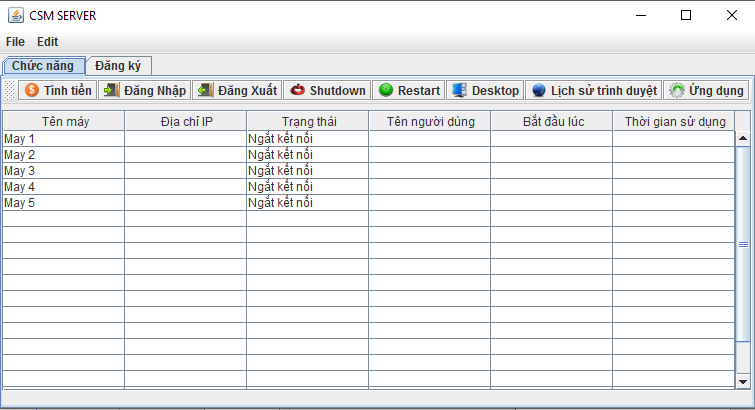 CSM SERVER
File Edit
Chức năng Đăng ký
Tính tiền Đăng Nhập Đăng Xuất Shutdown Restart Desktop Lịch sử trình duyệt Ứng dụng
Tên máy Địa chỉ IP Trạng thái Tên người dùng Bắt đầu lúc Thời gian sử dụng
May 1 Ngắt kết nối
May 2 Ngắt kết nối
May 3 Ngắt kết nối
May 4 Ngắt kết nối
May 5 Ngắt kết nối